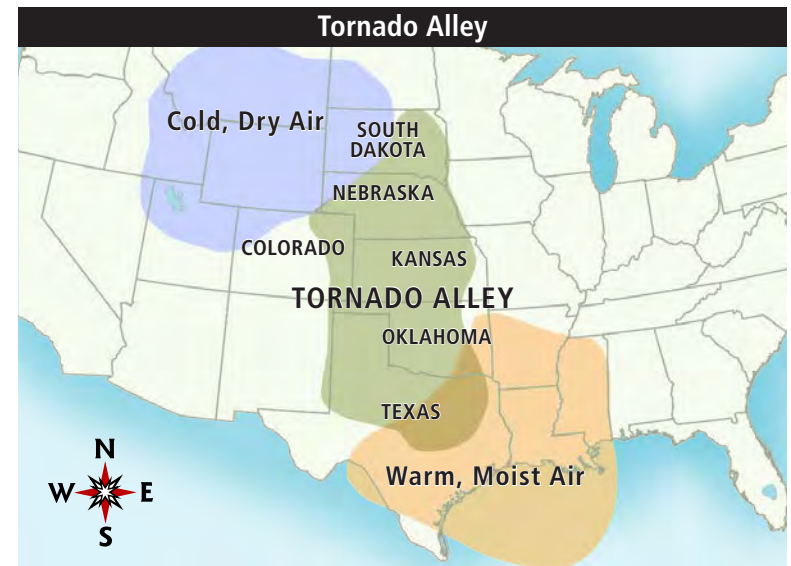 Tornado Alley
Cold, Dry Air
SOUTH
DAKOTA
NEBRASKA
COLORADO
KANSAS
TORNADO ALLEY
OKLAHOMA
TEXAS
Warm, Moist Air
N
W
E
S